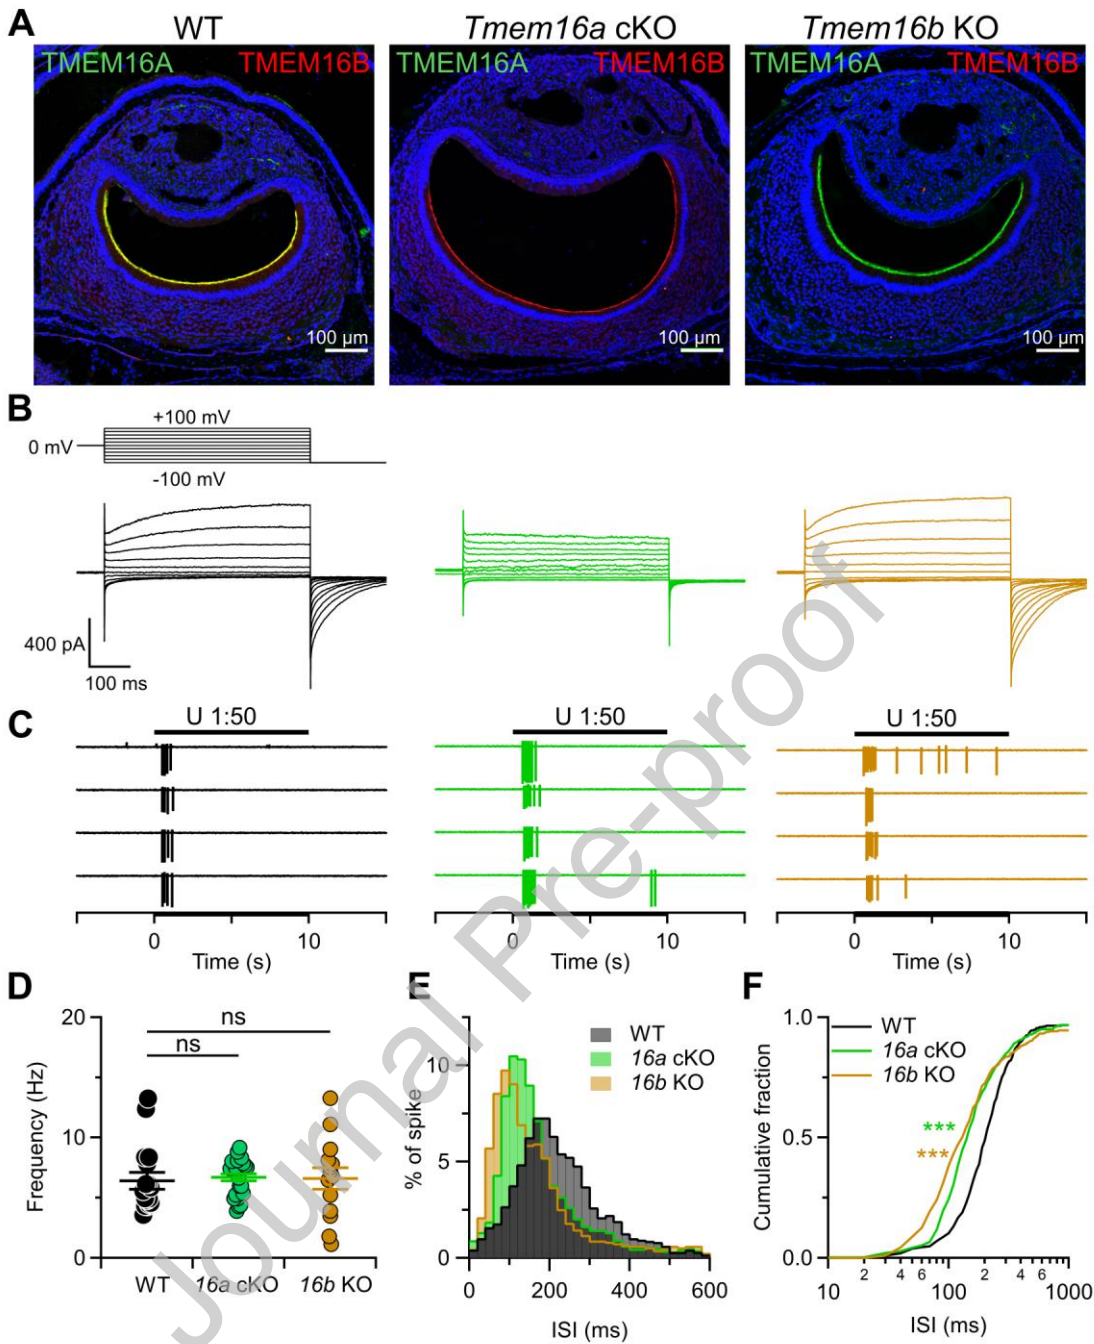 A
WT
Tmem16a cKO
Tmem16b KO
TMEM16A TMEM16B
TMEM16A TMEM16B
TMEM16A TMEM16B
100 µm
100 µm
100 µm
B
+100 mV
0 mV
-100 mV
400 pA
100 ms
C
U 1:50
U 1:50
U 1:50
0 10
0 10
0 10
Time (s)
Time (s)
Time (s)
D
20
10
0
Frequency (Hz)
ns
ns
WT 16a cKO 16b KO
E
WT
16a cKO
16b KO
10
5
0
% of spike
0 200 400 600
ISI (ms)
F
1.0
0.5
0.0
Cumulative fraction
WT
16a cKO
16b KO
***
***
10 2 4 6 100 2 4 6 1000
ISI (ms)
Journal Pre-proof